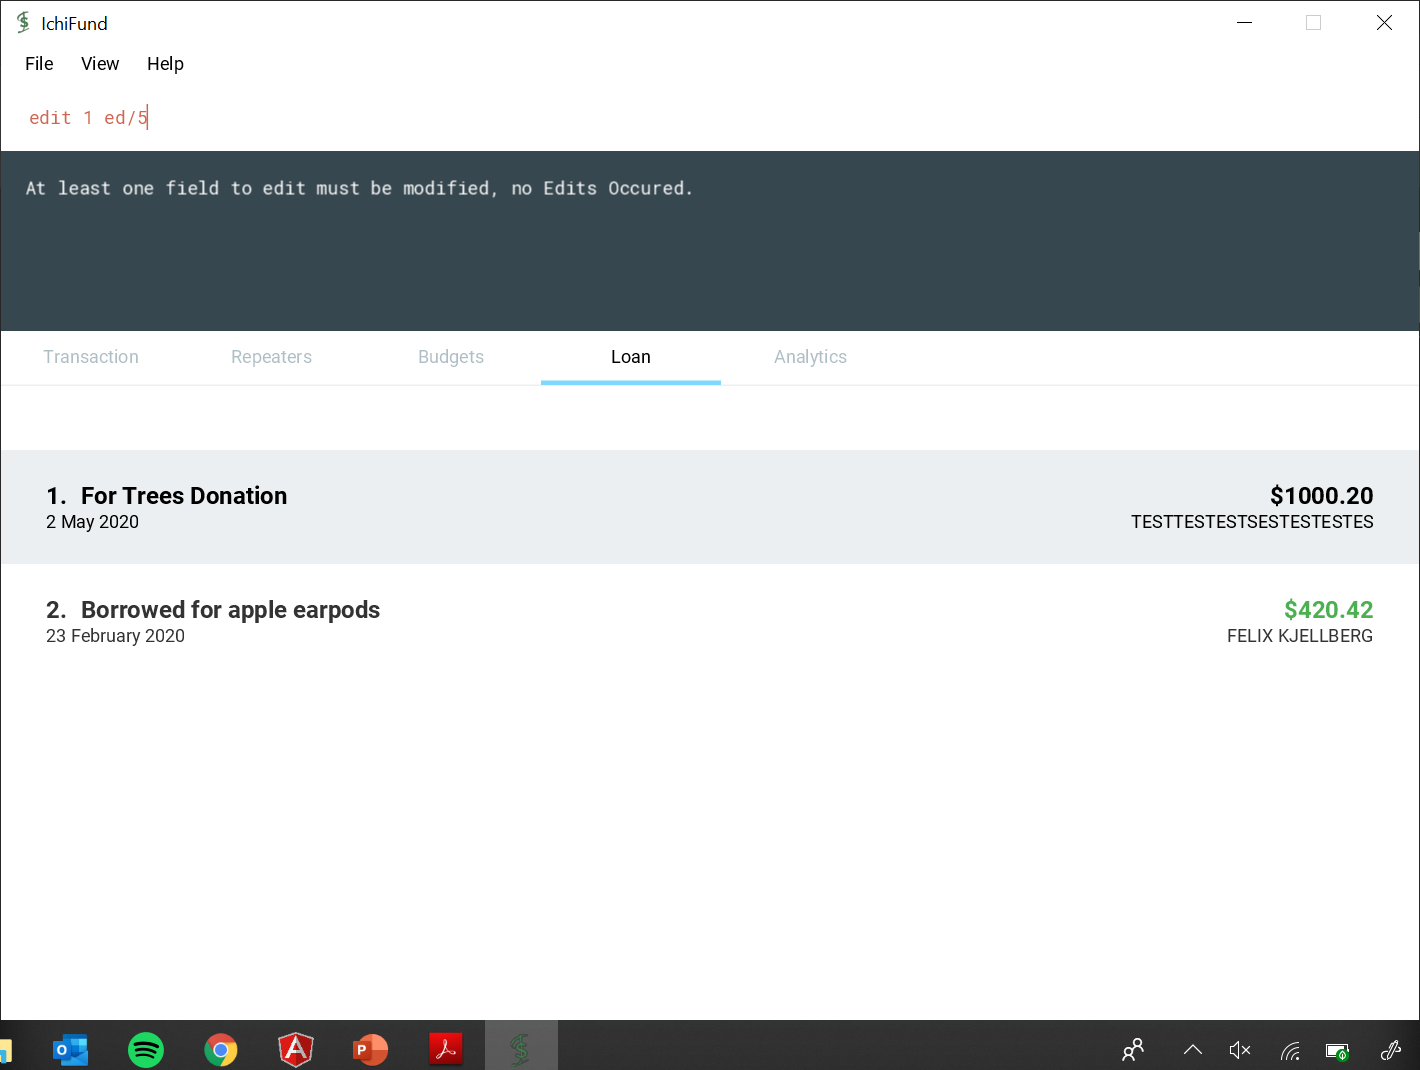 IchiFund
File View Help
edit 1 ed/5
At least one field to edit must be modified, no Edits Occured.
Transaction Repeaters Budgets Loan Analytics
1. For Trees Donation $1000.20
2 May 2020 TESTTESTESTSESTESTESTES
2. Borrowed for apple earpods $420.42
23 February 2020 FELIX KJELLBERG